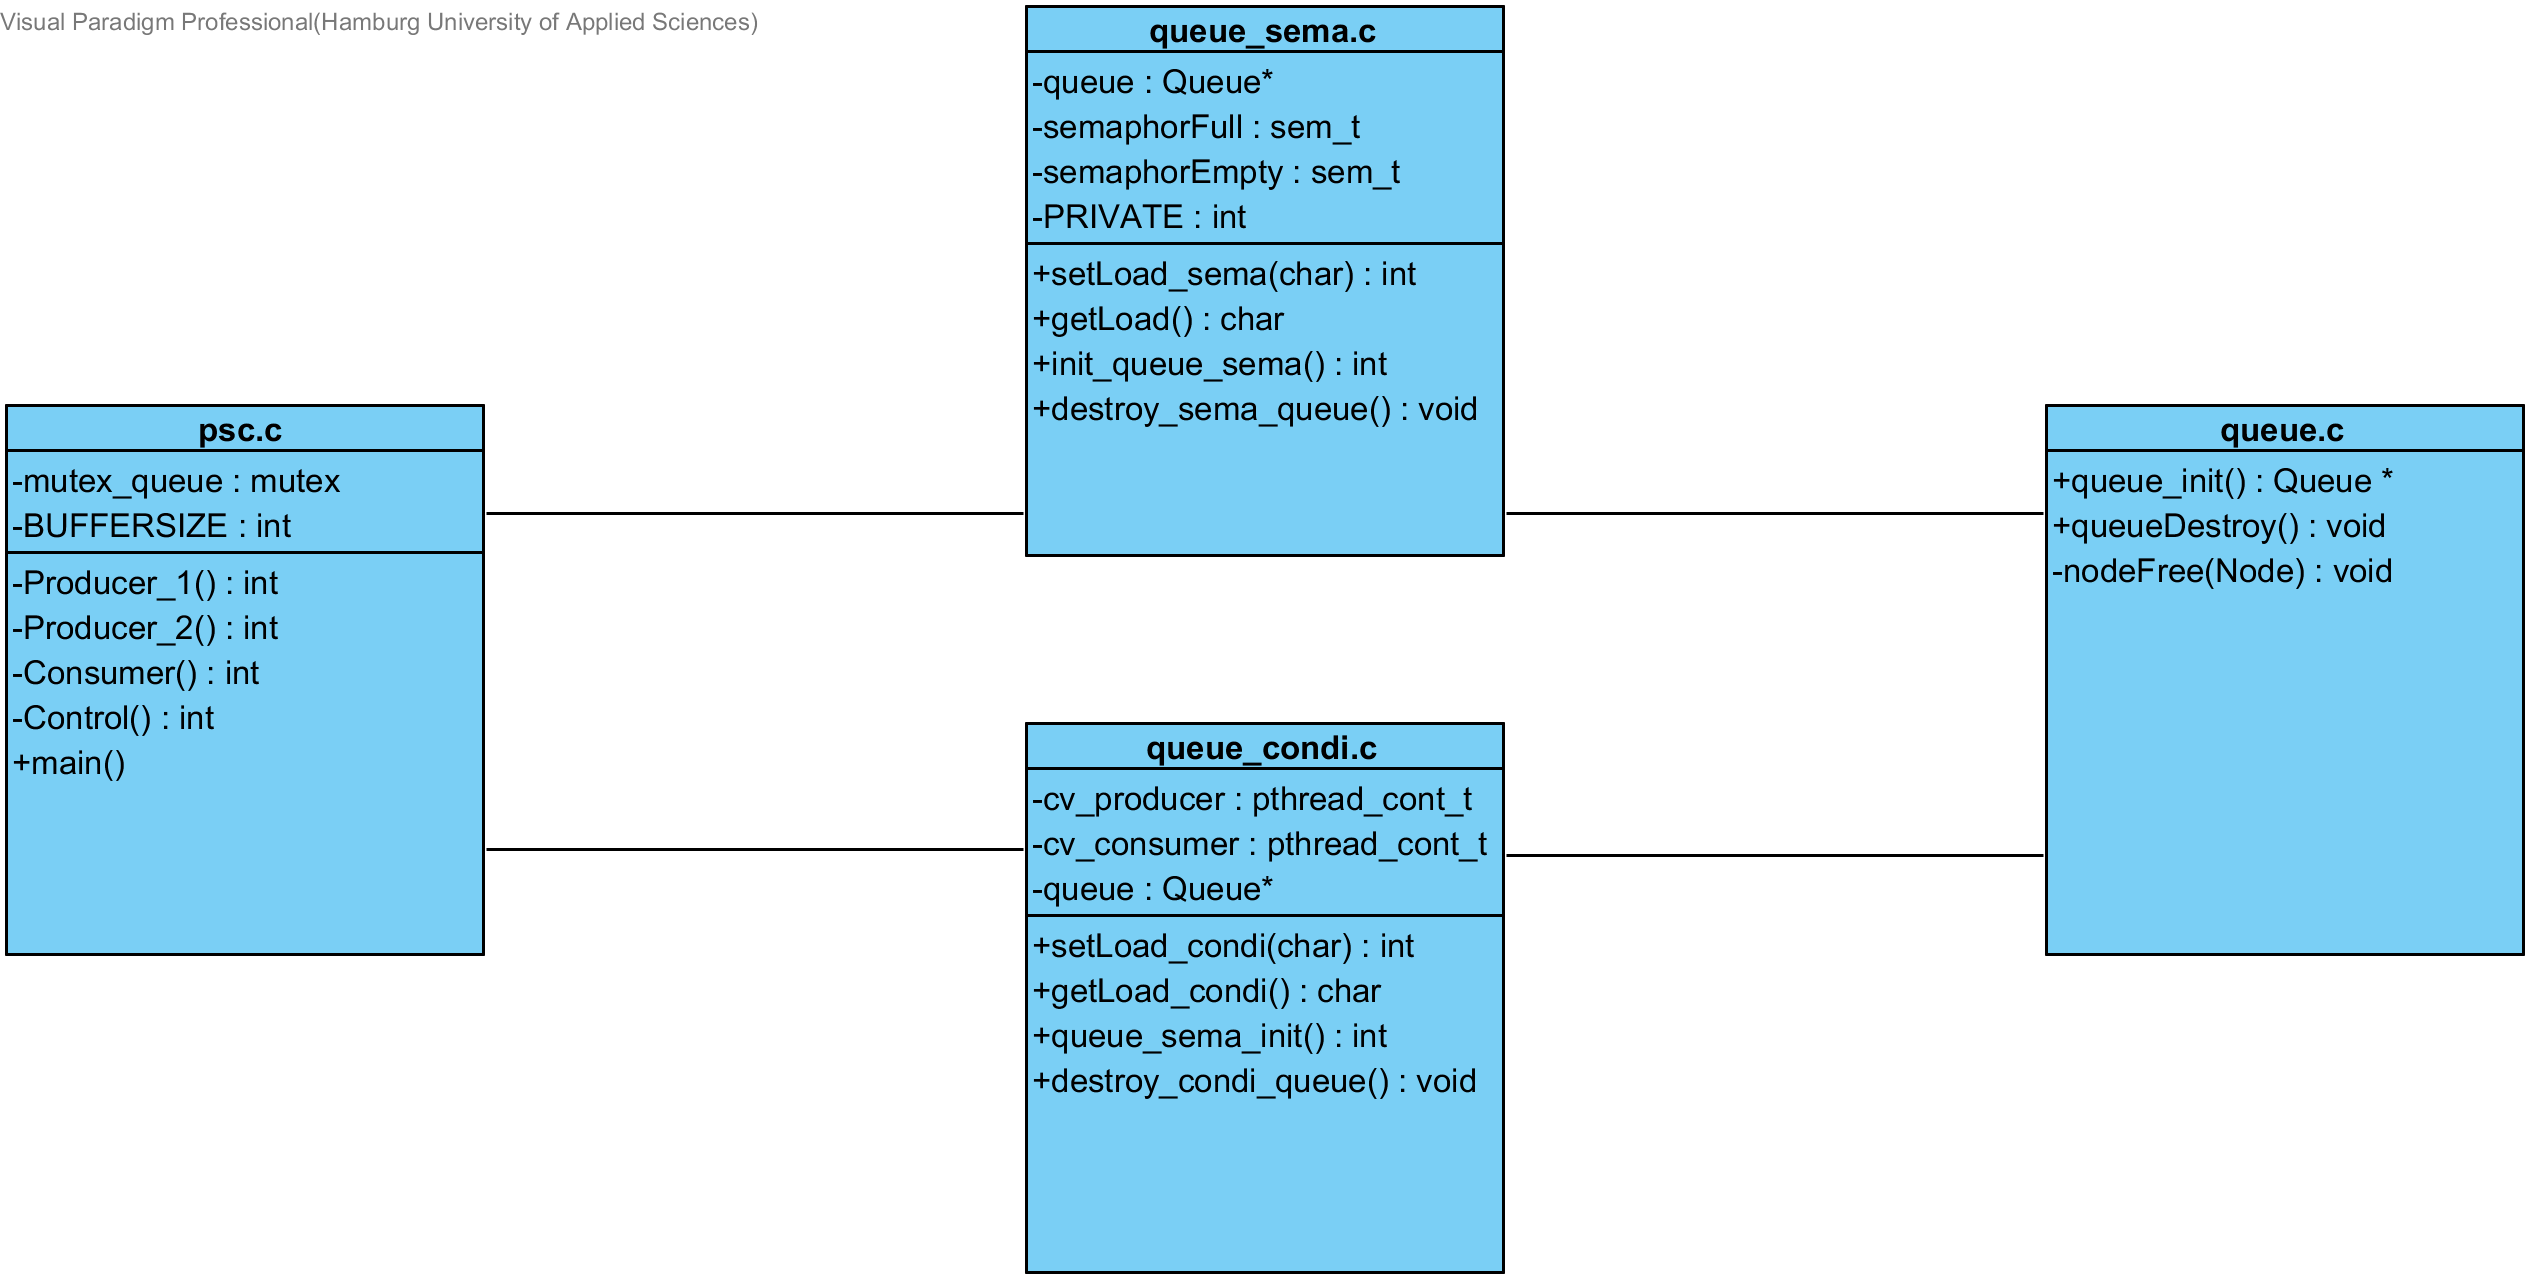 Visual Paradigm Professional(Hamburg University of Applied Sciences)
queue_sema.c
-queue : Queue*
-semaphorFull : sem_t
-semaphorEmpty : sem_t
-PRIVATE : int
+setLoad_sema(char) : int
+getLoad() : char
+init_queue_sema() : int
+destroy_sema_queue() : void
psc.c
-mutex_queue : mutex
-BUFFERSIZE : int
-Producer_1() : int
-Producer_2() : int
-Consumer() : int
-Control() : int
+main()
queue.c
+queue_init() : Queue *
+queueDestroy() : void
-nodeFree(Node) : void
queue_condi.c
-cv_producer : pthread_cont_t
-cv_consumer : pthread_cont_t
-queue : Queue*
+setLoad_condi(char) : int
+getLoad_condi() : char
+queue_sema_init() : int
+destroy_condi_queue() : void